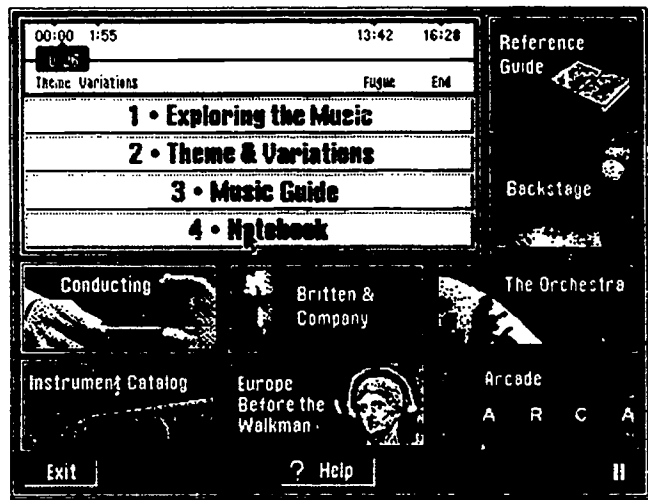 00:00 1:55 13:42 16:28
0:26
Theme Variations Fugue End
1 • Exploring the Music
2 • Theme & Variations
3 • Music Guide
4 • Notebook
Reference
Guide
Backstage
Conducting
Britten &
Company
The Orchestra
Instrument Catalog
Europe
Before the
Walkman
Arcade
A R C A
Exit
? Help